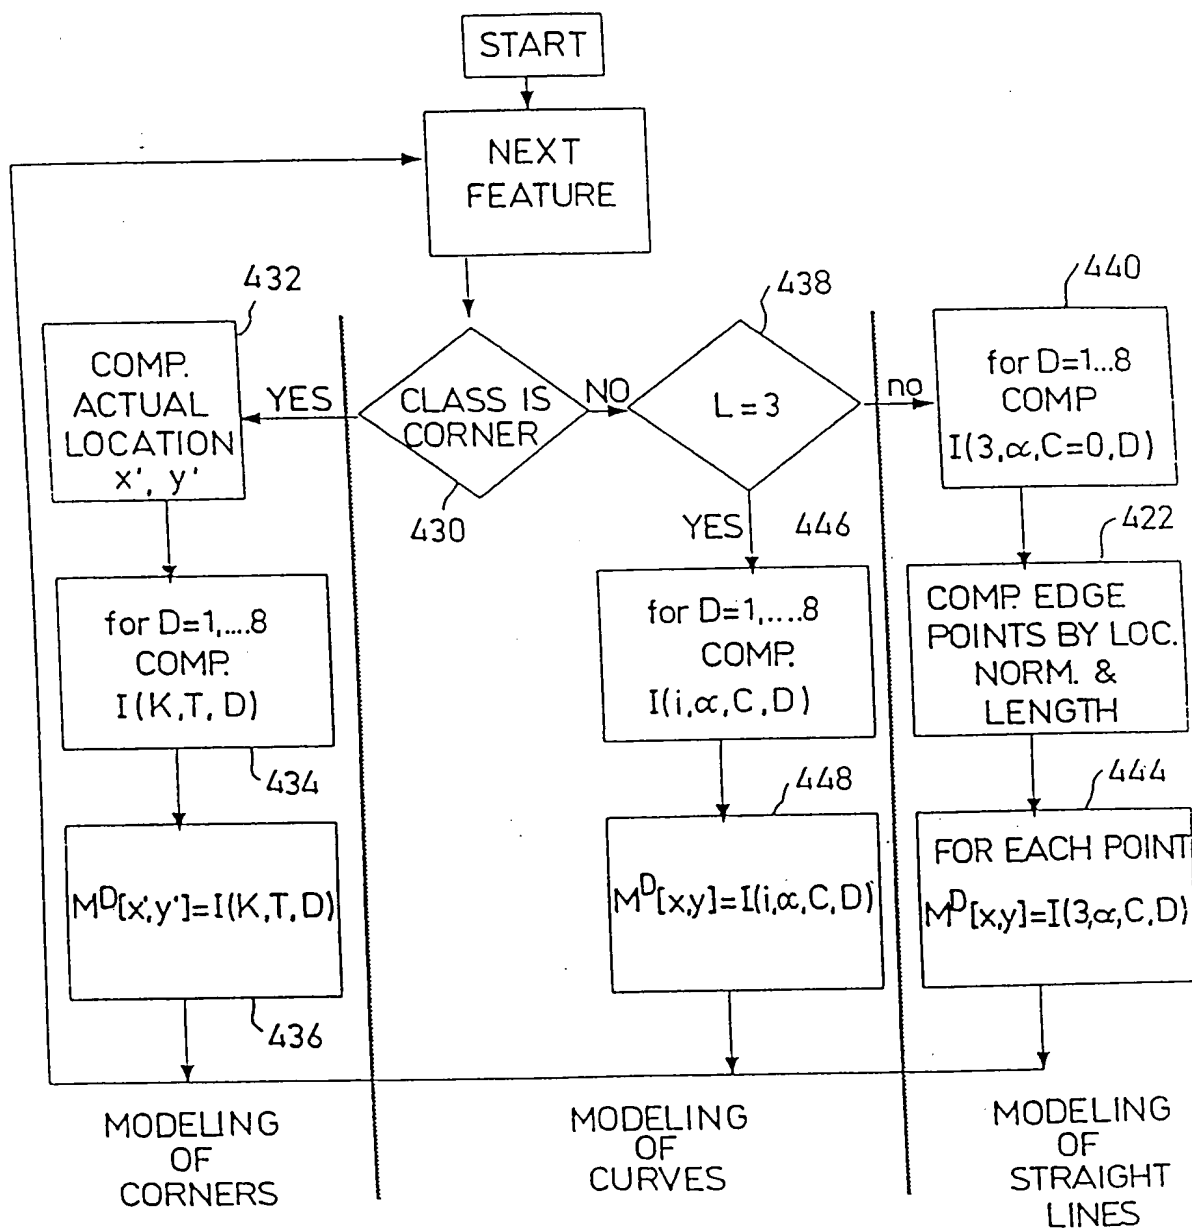 START
NEXT
FEATURE
432
COMP.
ACTUAL
LOCATION
x', y'
YES
CLASS IS
CORNER
430
NO
438
L = 3
no
YES
440
for D=1...8
COMP
I(3,α,C=0,D)
for D=1,....8
COMP.
I(K,T,D)
434
446
for D=1,....8
COMP.
I(i,α,C,D)
422
COMP. EDGE
POINTS BY LOC.
NORM. &
LENGTH
M^D[x',y']=I(K,T,D)
436
448
M^D[x,y]=I(i,α,C,D)
444
FOR EACH POINT
M^D[x,y]=I(3,α,C,D)
MODELING
OF
CORNERS
MODELING
OF
CURVES
MODELING
OF
STRAIGHT
LINES